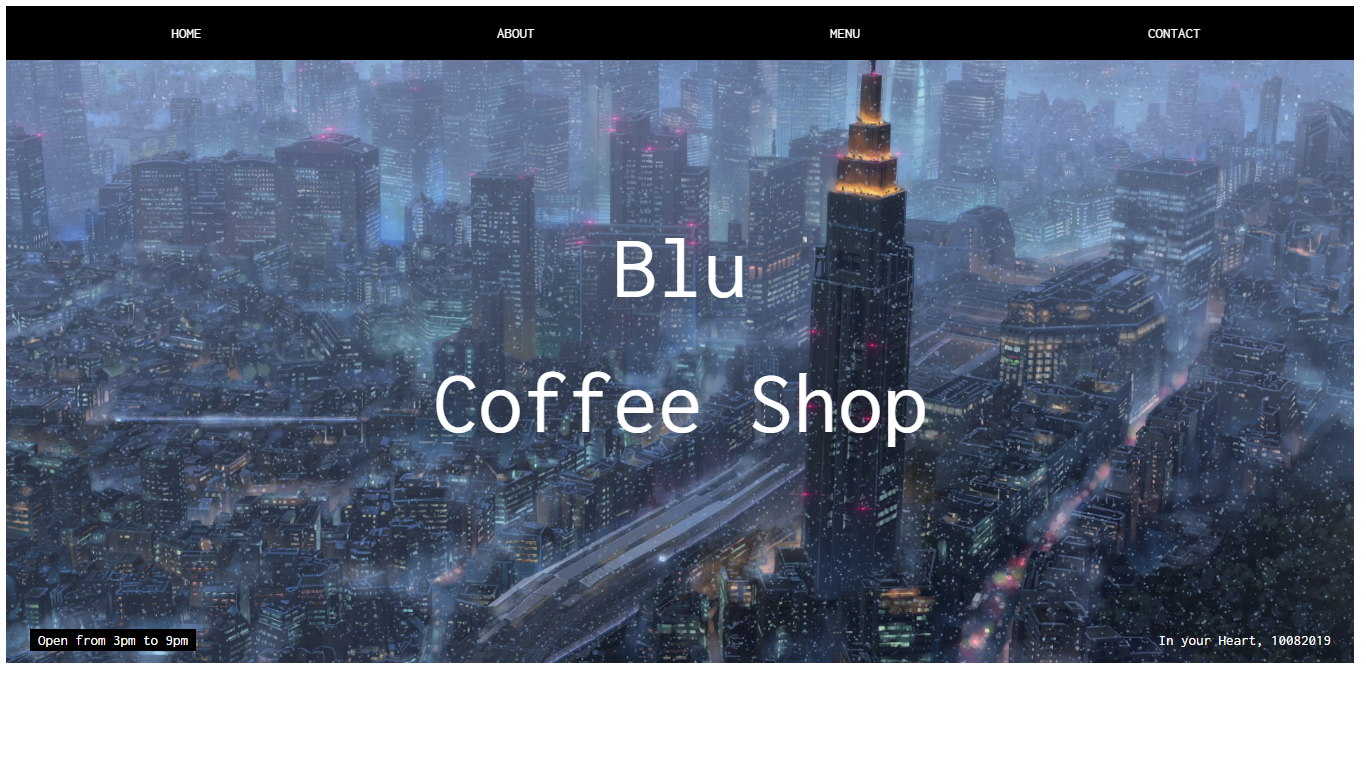 HOME ABOUT MENU CONTACT
Blu
Coffee Shop
Open from 3pm to 9pm
In your Heart, 10082019